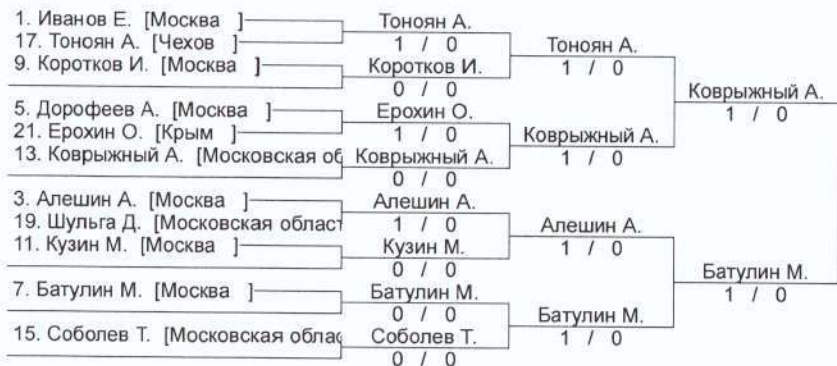 1. Иванов Е. [Москва ]
17. Тоноян А. [Чехов ]
9. Коротков И. [Москва ]
5. Дорофеев А. [Москва ]
21. Ерохин О. [Крым ]
13. Коврыжный А. [Московская об
3. Алешин А. [Москва ]
19. Шульга Д. [Московская област
11. Кузин М. [Москва ]
7. Батулин М. [Москва ]
15. Соболев Т. [Московская облас
Тоноян А.
1 / 0
Коротков И.
0 / 0
Ерохин О.
1 / 0
Коврыжный А.
0 / 0
Алешин А.
1 / 0
Кузин М.
0 / 0
Батулин М.
0 / 0
Соболев Т.
0 / 0
Тоноян А.
1 / 0
Коврыжный А.
1 / 0
Алешин А.
1 / 0
Батулин М.
1 / 0
Коврыжный А.
1 / 0
Батулин М.
1 / 0